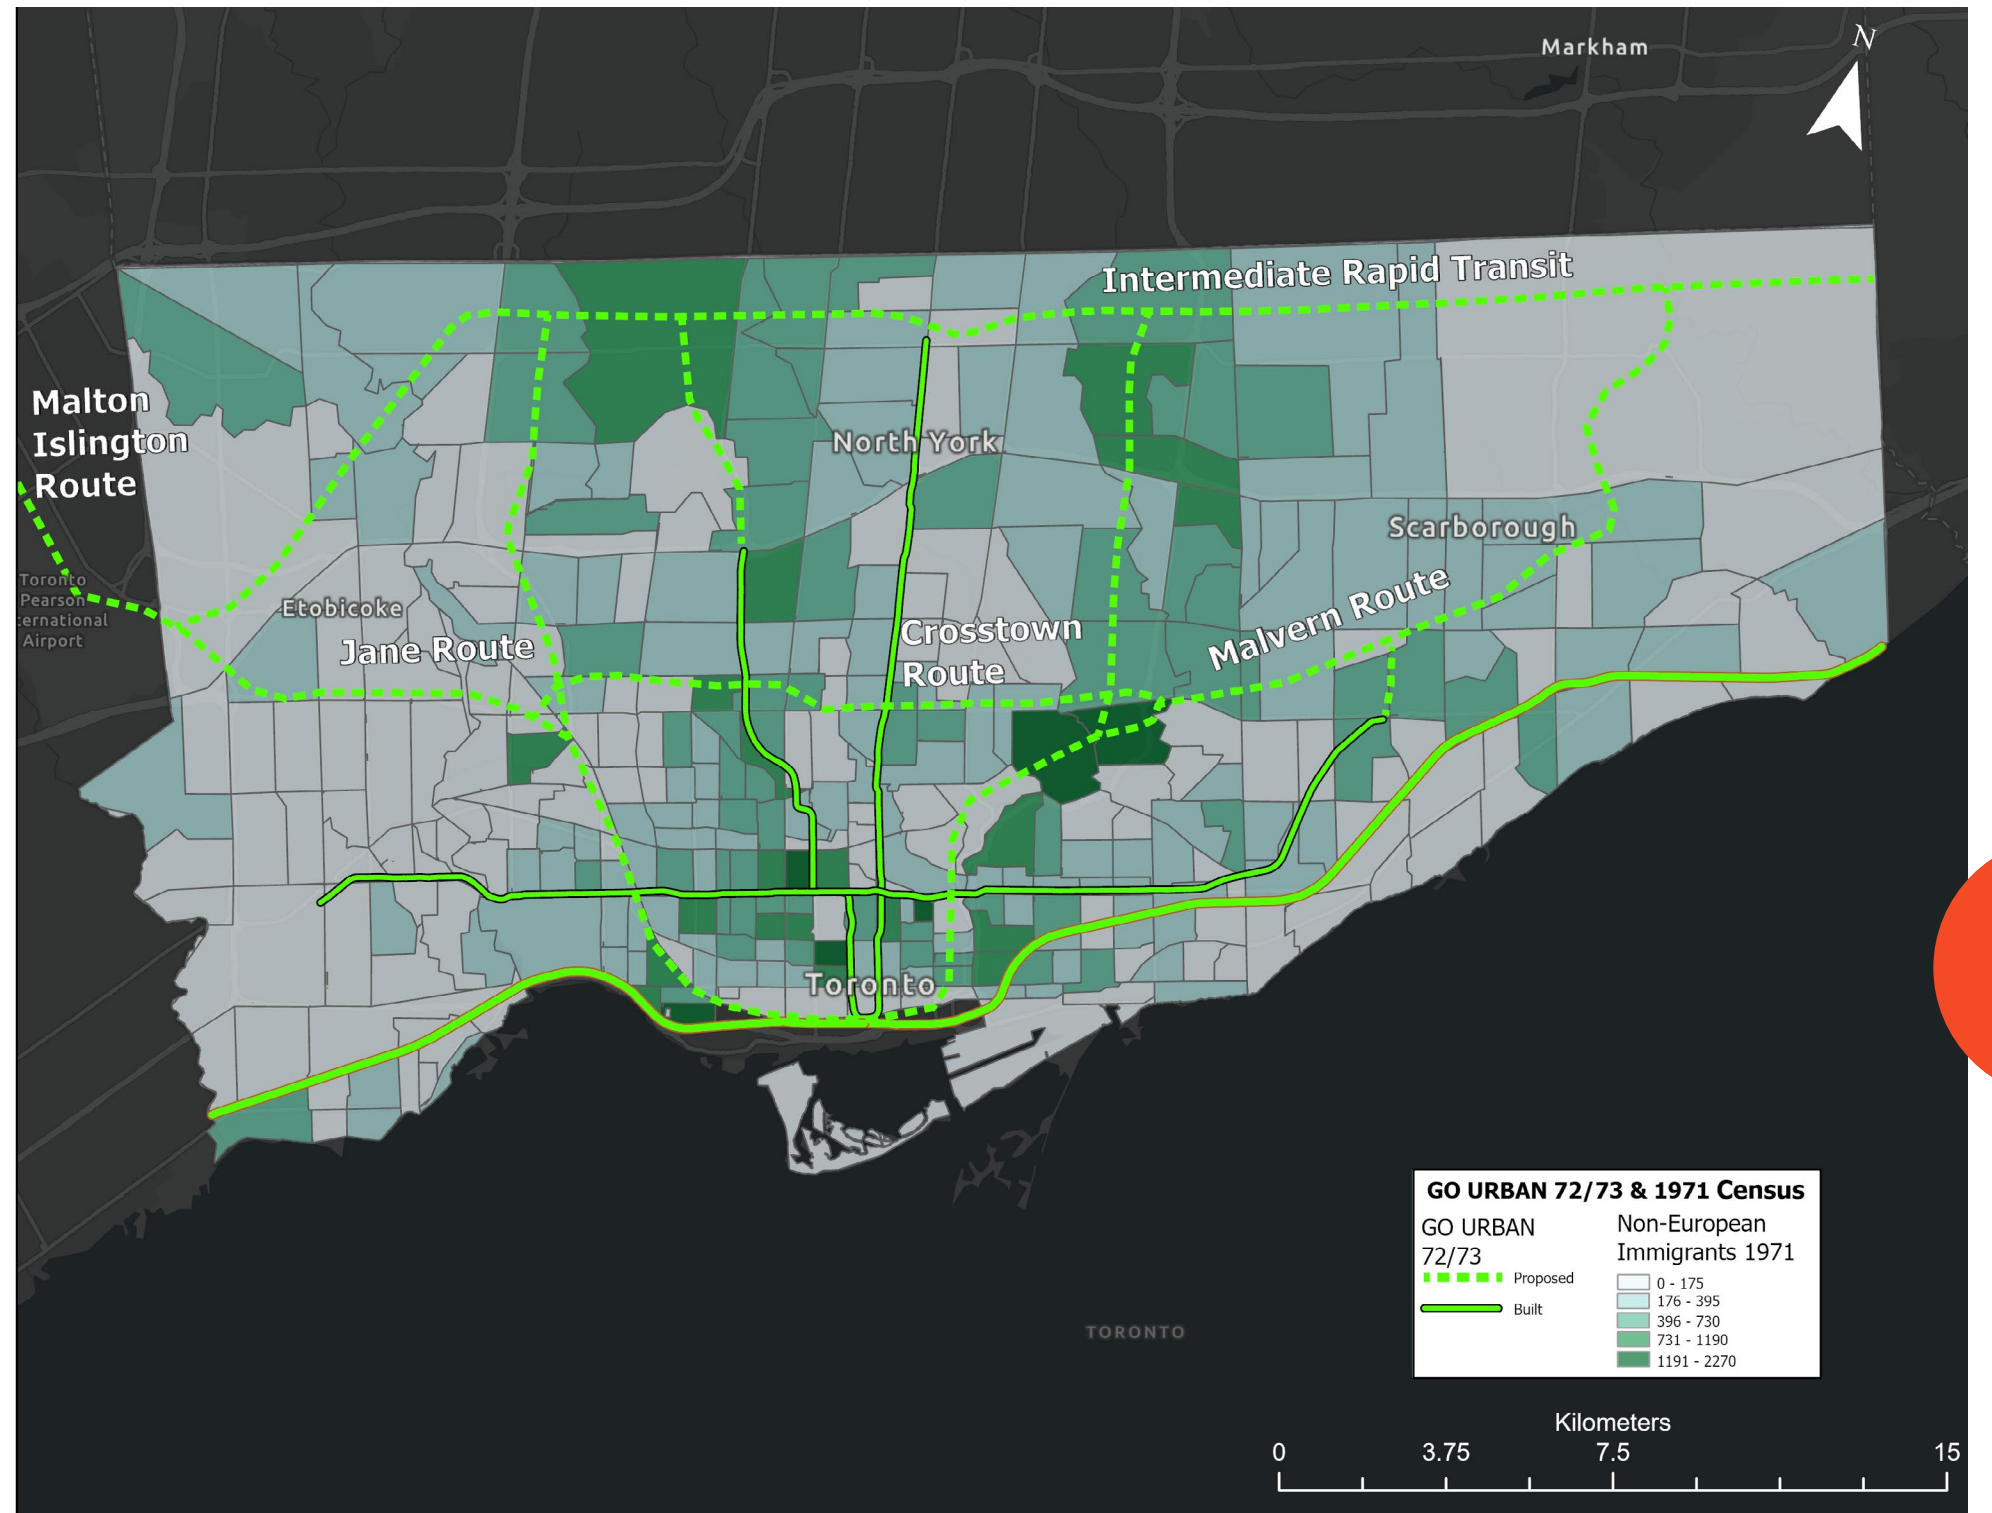 Markham
N
Intermediate Rapid Transit
Malton
Islington
Route
North York
Scarborough
Toronto
Pearson
ternational
Airport
Etobicoke
Jane Route
Crosstown
Route
Malvern Route
Toronto
TORONTO
GO URBAN 72/73 & 1971 Census
GO URBAN
72/73
Proposed
Built
Non-European
Immigrants 1971
0 - 175
176 - 395
396 - 730
731 - 1190
1191 - 2270
Kilometers
0 3.75 7.5 15